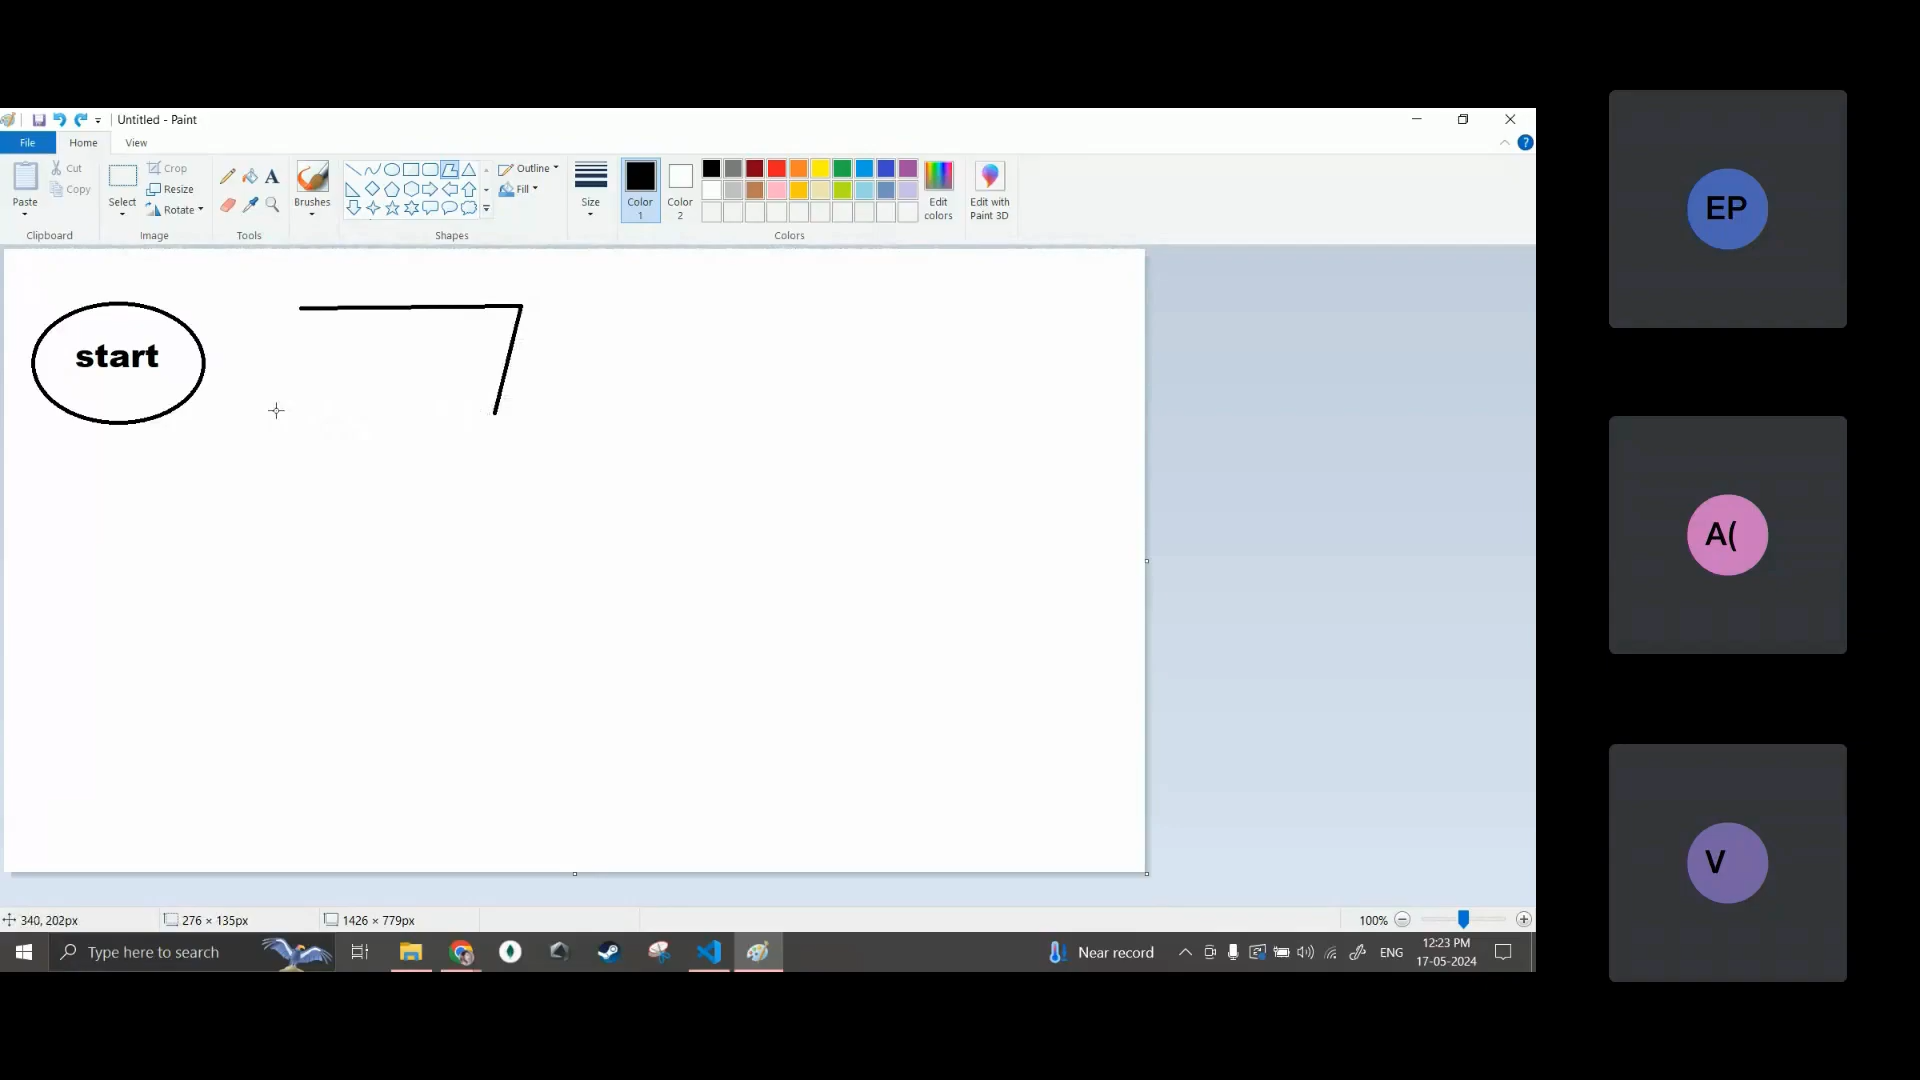 Untitled - Paint
File Home View
Paste
Cut
Copy
Clipboard
Select
Crop
Resize
Rotate
Image
A
Tools
Brushes
Outline
Fill
Shapes
Size
Color
1
Color
2
Edit
colors
Colors
Edit with
Paint 3D
start
340, 202px 276 × 135px 1426 × 779px 100%
Type here to search Near record ENG 12:23 PM
17-05-2024
EP
A(
V